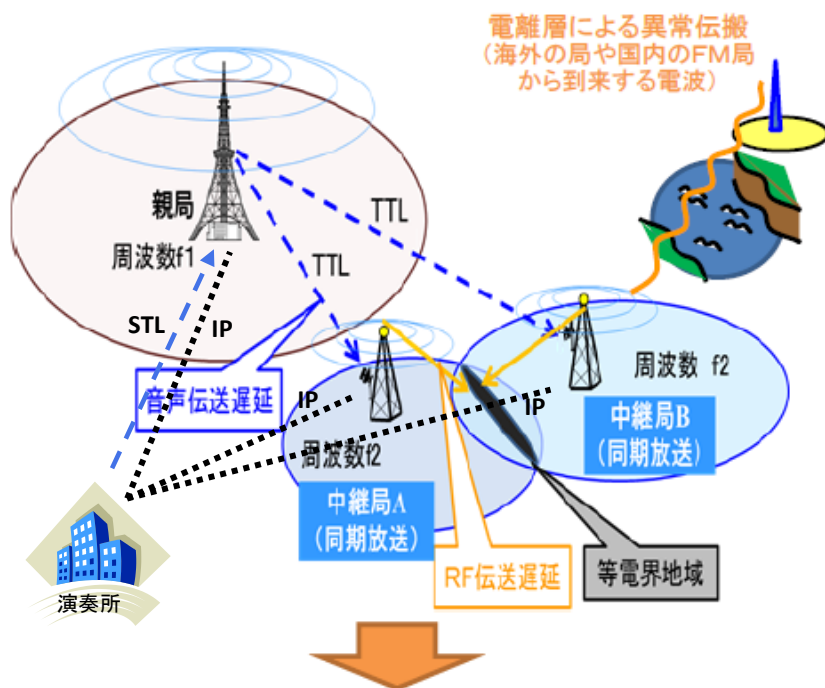 電離層による異常伝搬
（海外の局や国内のFM局
から到来する電波）
親局
周波数f1
TTL
TTL
STL
IP
音声伝送遅延
IP
IP
周波数 f2
中継局B
（同期放送）
周波数f2
中継局A
（同期放送）
RF伝送遅延
等電界地域
演奏所